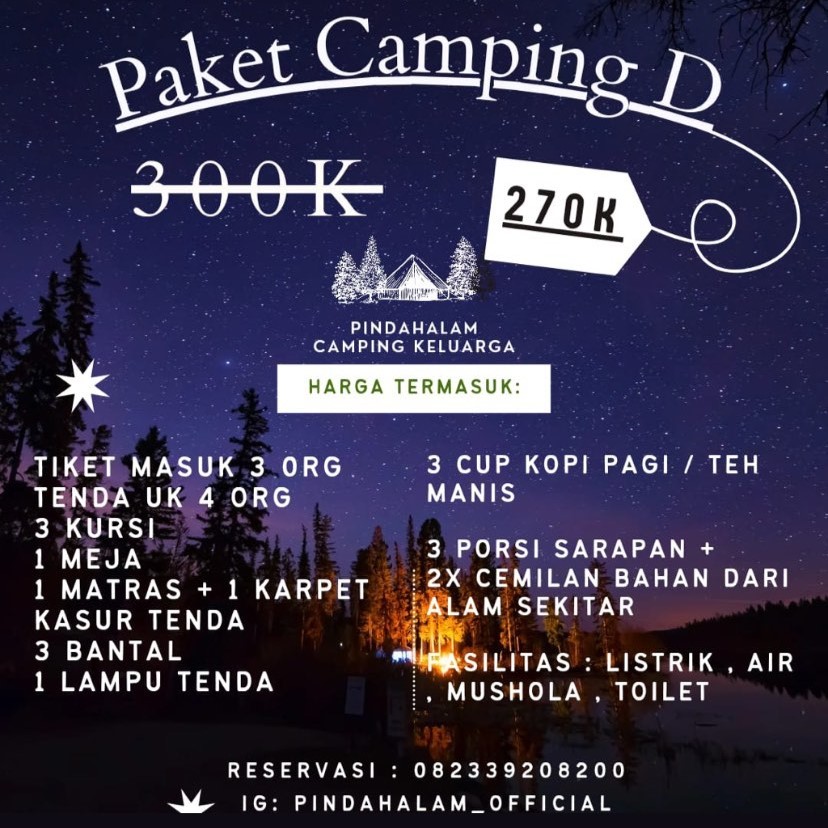 Paket Camping D
300K
270K
PINDAHALAM
CAMPING KELUARGA
HARGA TERMASUK:
TIKET MASUK 3 ORG
TENDA UK 4 ORG
3 KURSI
1 MEJA
1 MATRAS + 1 KARPET
KASUR TENDA
3 BANTAL
1 LAMPU TENDA
3 CUP KOPI PAGI / TEH
MANIS
3 PORSI SARAPAN +
2X CEMILAN BAHAN DARI
ALAM SEKITAR
FASILITAS : LISTRIK , AIR
, MUSHOLA , TOILET
RESERVASI : 082339208200
IG: PINDAHALAM_OFFICIAL